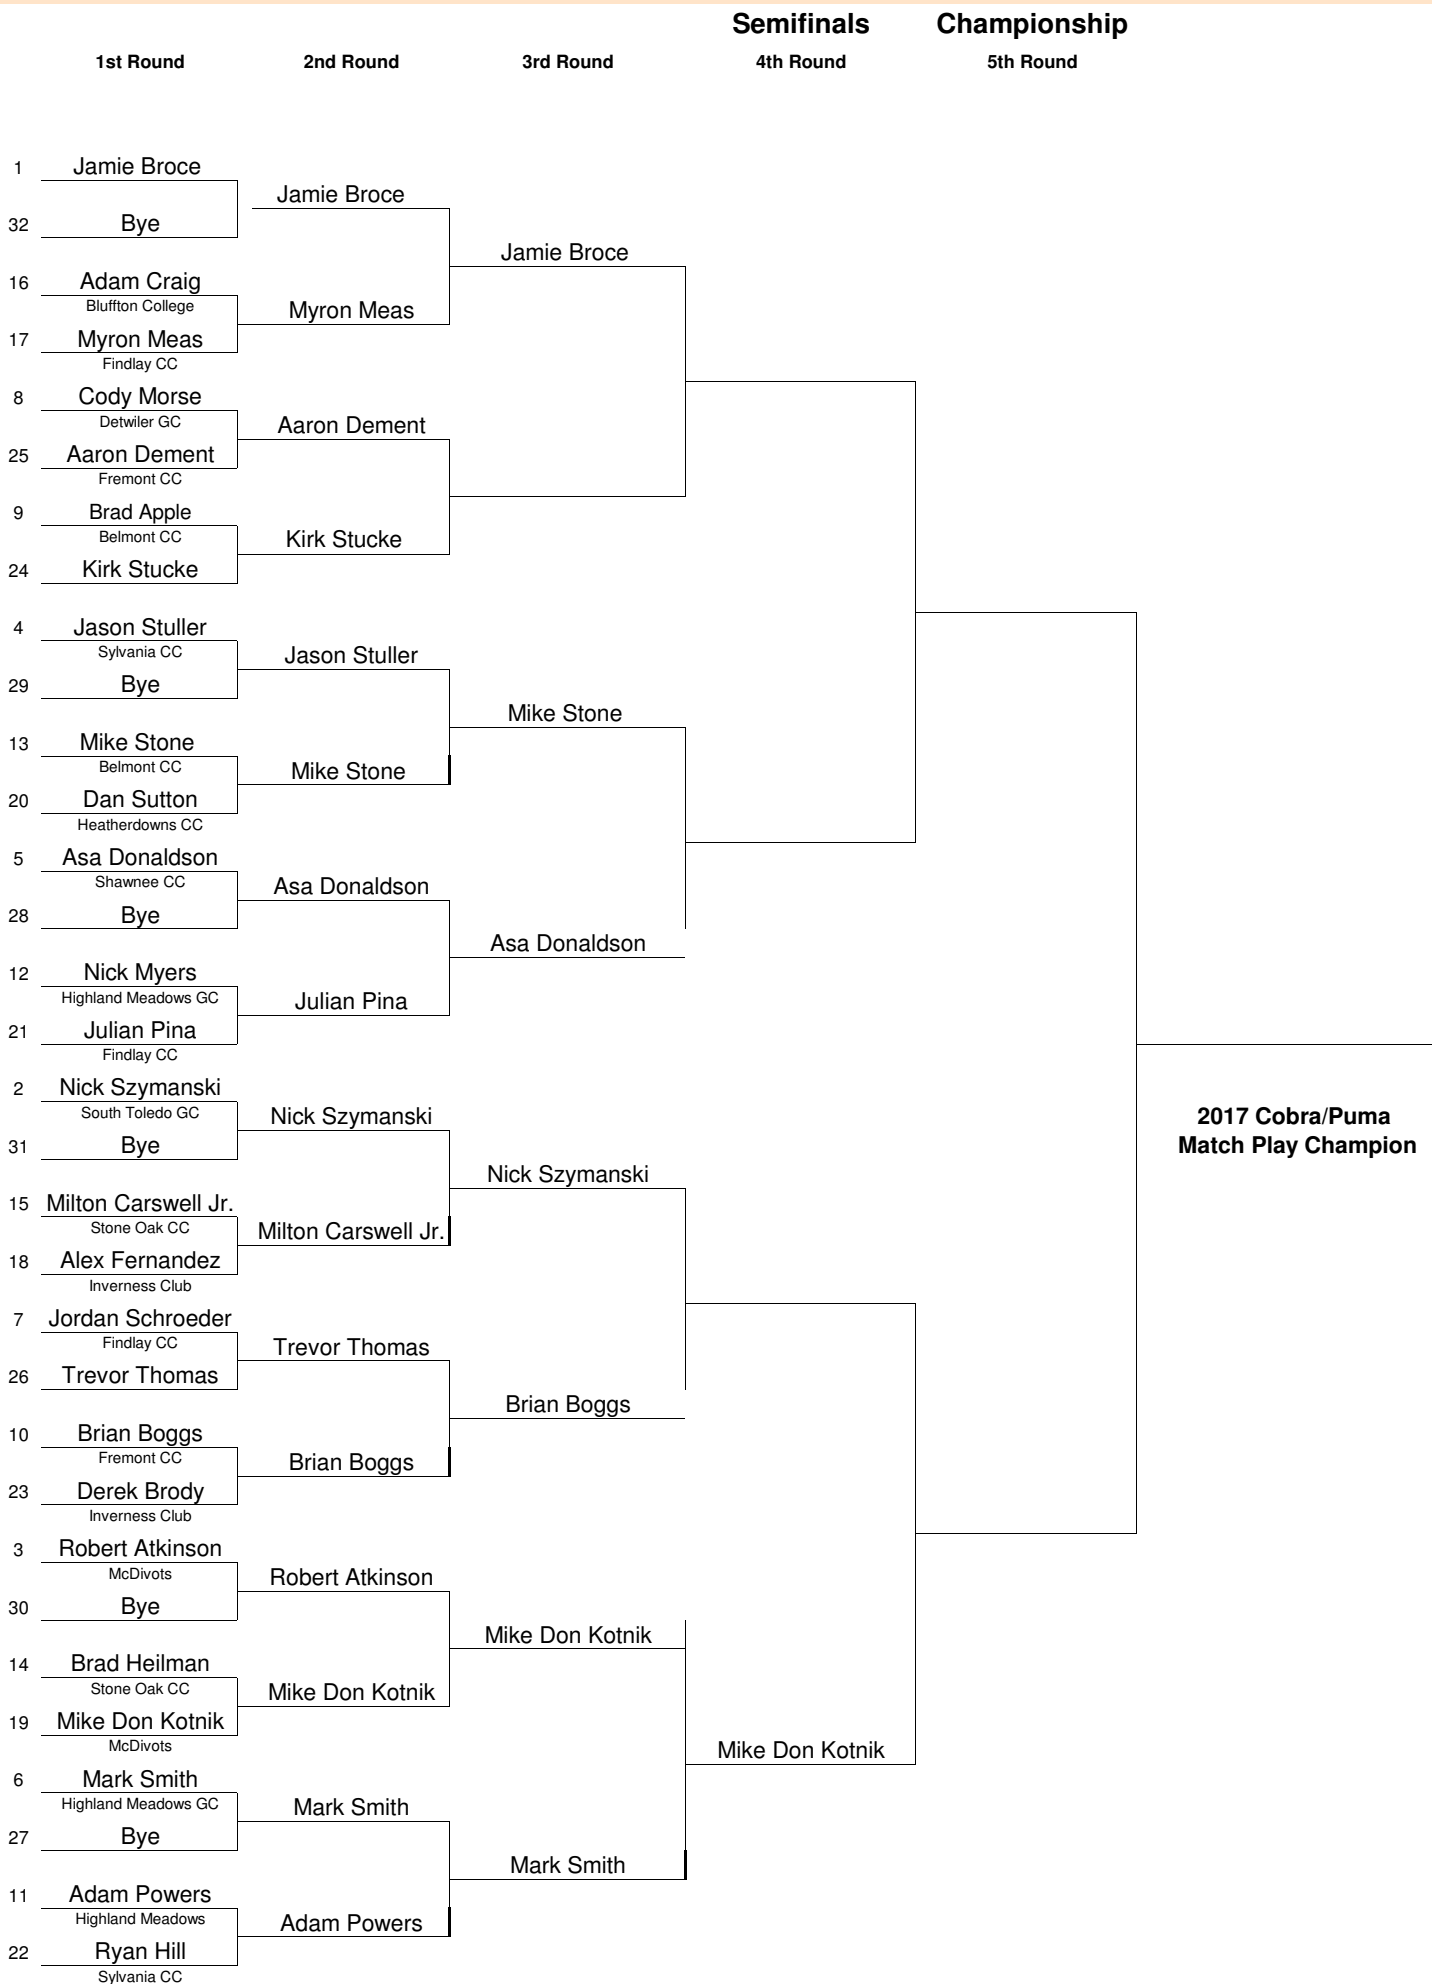 Semifinals Championship
1st Round 2nd Round 3rd Round 4th Round 5th Round
1 Jamie Broce
Jamie Broce
32 Bye
Jamie Broce
16 Adam Craig
Bluffton College
Myron Meas
17 Myron Meas
Findlay CC
8 Cody Morse
Detwiler GC
Aaron Dement
25 Aaron Dement
Fremont CC
9 Brad Apple
Belmont CC
Kirk Stucke
24 Kirk Stucke
4 Jason Stuller
Sylvania CC
Jason Stuller
29 Bye
Mike Stone
13 Mike Stone
Belmont CC
Mike Stone
20 Dan Sutton
Heatherdowns CC
5 Asa Donaldson
Shawnee CC
Asa Donaldson
28 Bye
Asa Donaldson
12 Nick Myers
Highland Meadows GC
Julian Pina
21 Julian Pina
Findlay CC
2 Nick Szymanski
South Toledo GC
Nick Szymanski
2017 Cobra/Puma
31 Bye
Match Play Champion
Nick Szymanski
15 Milton Carswell Jr.
Stone Oak CC
Milton Carswell Jr.
18 Alex Fernandez
Inverness Club
7 Jordan Schroeder
Findlay CC
Trevor Thomas
26 Trevor Thomas
Brian Boggs
10 Brian Boggs
Fremont CC
Brian Boggs
23 Derek Brody
Inverness Club
3 Robert Atkinson
McDivots
Robert Atkinson
30 Bye
Mike Don Kotnik
14 Brad Heilman
Stone Oak CC
Mike Don Kotnik
19 Mike Don Kotnik
McDivots
Mike Don Kotnik
6 Mark Smith
Highland Meadows GC
Mark Smith
27 Bye
Mark Smith
11 Adam Powers
Highland Meadows
Adam Powers
22 Ryan Hill
Sylvania CC